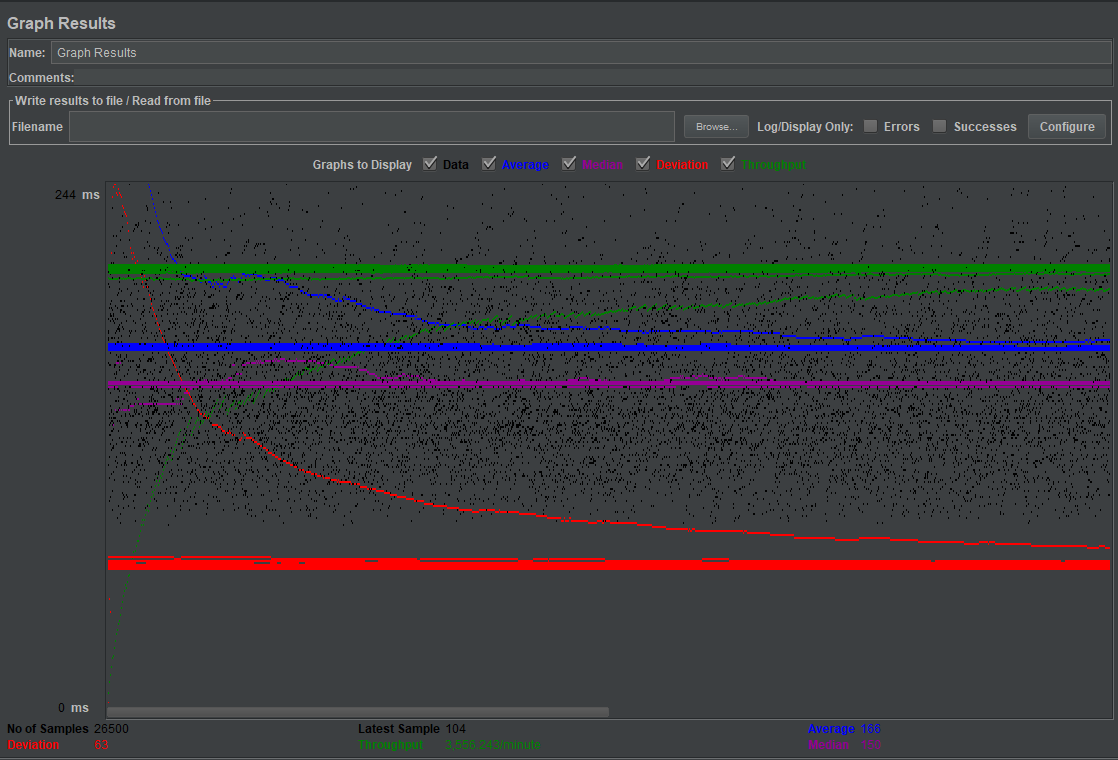 Graph Results
Name: Graph Results
Comments:
Write results to file / Read from file
Filename Browse... Log/Display Only: Errors Successes Configure
Graphs to Display Data Average Median Deviation Throughput
244 ms
0 ms
No of Samples 26500 Latest Sample 104 Average 166
Deviation 63 Throughput 3,556.243/minute Median